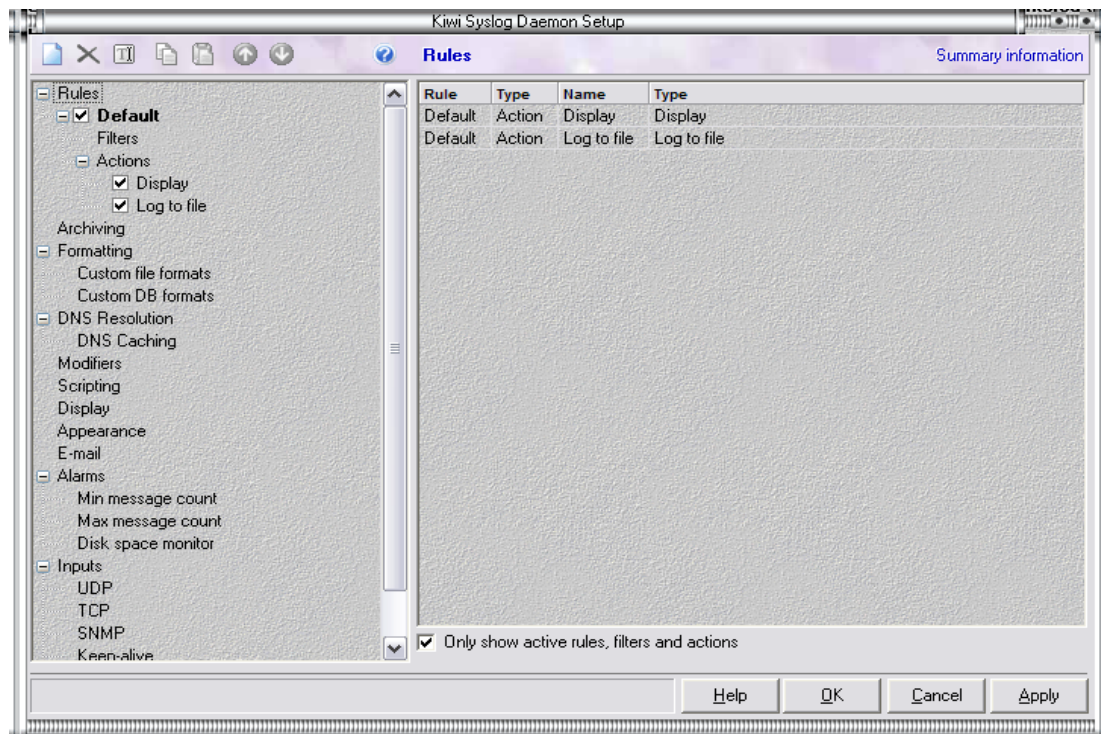 Kiwi Syslog Daemon Setup
Rules
Summary information
Rules
Default
Filters
Actions
Display
Log to file
Archiving
Formatting
Custom file formats
Custom DB formats
DNS Resolution
DNS Caching
Modifiers
Scripting
Display
Appearance
E-mail
Alarms
Min message count
Max message count
Disk space monitor
Inputs
UDP
TCP
SNMP
Keep-alive
Rule Type Name Type
Default Action Display Display
Default Action Log to file Log to file
Only show active rules, filters and actions
Help OK Cancel Apply